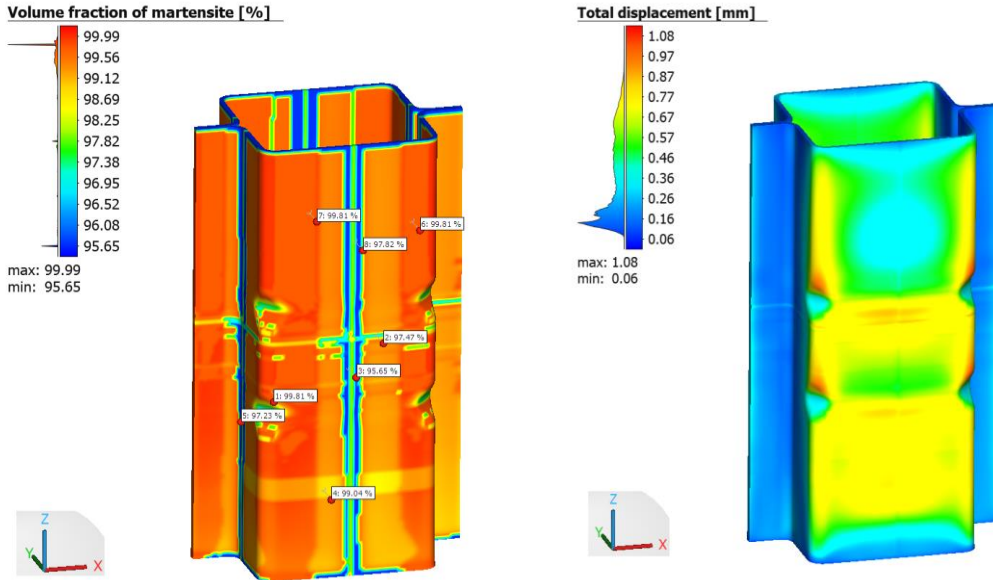 Volume fraction of martensite [%]
99.99
99.56
99.12
98.69
98.25
97.82
97.38
96.95
96.52
96.08
95.65
max: 99.99
min: 95.65
7: 99.81 %
6: 99.81 %
8: 97.82 %
2: 97.47 %
3: 95.65 %
1: 99.81 %
5: 97.23 %
4: 99.04 %
Z
Y
X
Total displacement [mm]
1.08
0.97
0.87
0.77
0.67
0.57
0.46
0.36
0.26
0.16
0.06
max: 1.08
min: 0.06
Z
Y
X